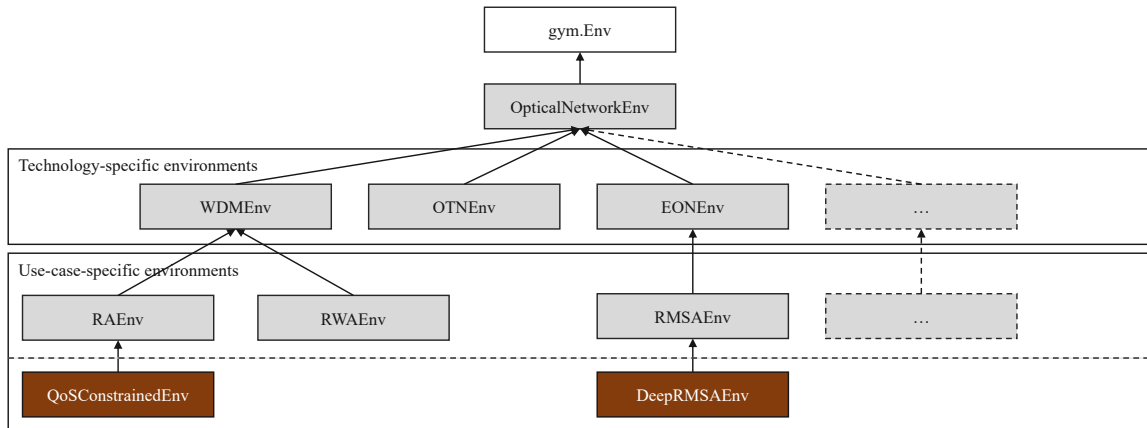 gym.Env
OpticalNetworkEnv
Technology-specific environments
WDMEnv
OTNEnv
EONEnv
…
Use-case-specific environments
RAEnv
RWAEnv
RMSAEnv
…
QoSConstrainedEnv
DeepRMSAEnv